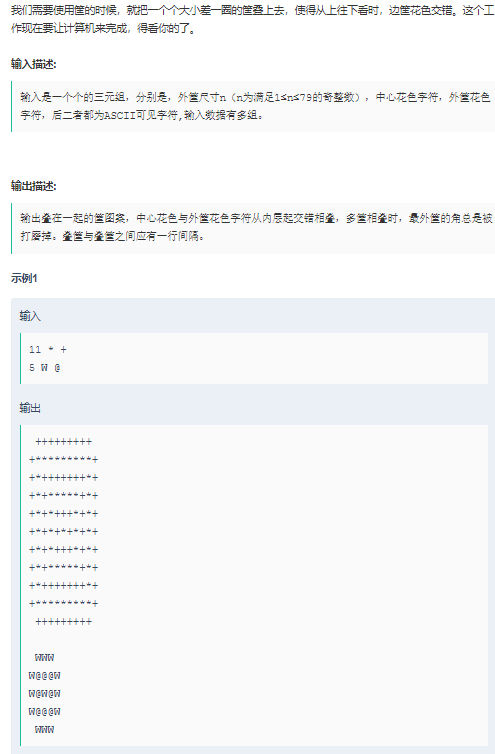 我们需要使用筐的时候，就把一个个大小差一圈的筐叠上去，使得从上往下看时，边筐花色交错。这个工
作现在要让计算机来完成，得看你的了。
输入描述:
输入是一个个的三元组，分别是，外筐尺寸n（n为满足1≤n≤79的奇整数），中心花色字符，外筐花色
字符，后二者都为ASCII可见字符,输入数据有多组。
输出描述:
输出叠在一起的筐图案，中心花色与外筐花色字符从内层起交错相叠，多筐相叠时，最外筐的角总是被
打磨掉。叠筐与叠筐之间应有一行间隔。
示例1
输入
11 * +
5 W @
输出
 +++++++++
+*********+
+*+++++++*+
+*+*****+*+
+*+*+++*+*+
+*+*+*+*+*+
+*+*+++*+*+
+*+*****+*+
+*+++++++*+
+*********+
 +++++++++
 WWW
W@@@W
W@W@W
W@@@W
 WWW